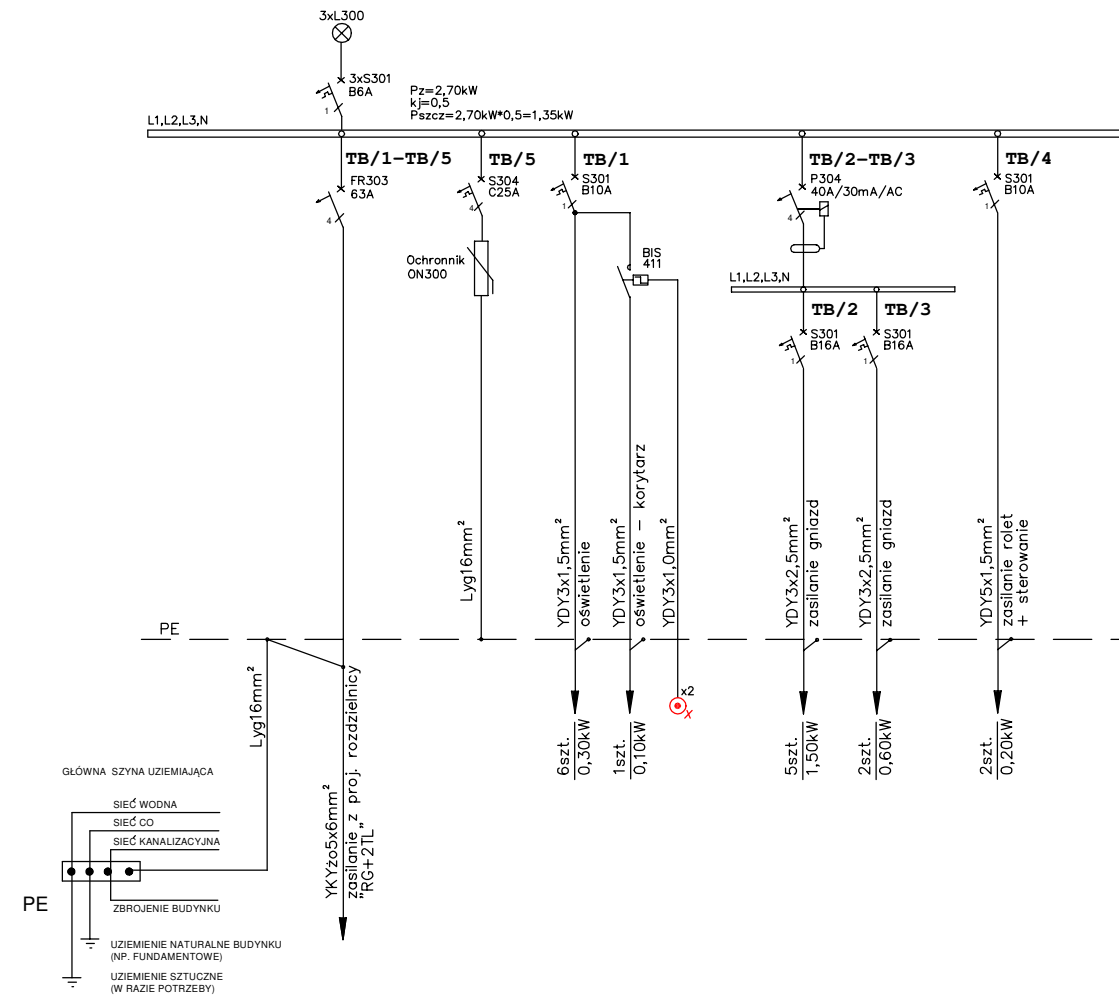 3xL300
3xS301
B6A
Pz=2,70kW
kj=0,5
Pszcz=2,70kW*0,5=1,35kW
L1,L2,L3,N
TB/1-TB/5
TB/5
TB/1
TB/2-TB/3
TB/4
FR303
63A
4
S304
C25A
4
S301
B10A
1
P304
40A/30mA/AC
4
S301
B10A
1
1
Ochronnik
ON300
BIS
411
L1,L2,L3,N
TB/2
TB/3
S301
B16A
1
S301
B16A
1
Lyg16mm²
YDY3x1,5mm²
oświetlenie
YDY3x1,5mm²
oświetlenie – korytarz
YDY3x1,0mm²
YDY3x2,5mm²
zasilanie gniazd
YDY3x2,5mm²
zasilanie gniazd
YDY5x1,5mm²
zasilanie rolet
+ sterowanie
PE
Lyg16mm²
x2
x
6szt.
0,30kW
1szt.
0,10kW
5szt.
1,50kW
2szt.
0,60kW
2szt.
0,20kW
YKYżo5x6mm²
zasilanie z proj. rozdzielnicy
"RG+2TL"
GŁÓWNA SZYNA UZIEMIAJĄCA
SIEĆ WODNA
SIEĆ CO
SIEĆ KANALIZACYJNA
PE
ZBROJENIE BUDYNKU
UZIEMIENIE NATURALNE BUDYNKU
(NP. FUNDAMENTOWE)
UZIEMIENIE SZTUCZNE
(W RAZIE POTRZEBY)